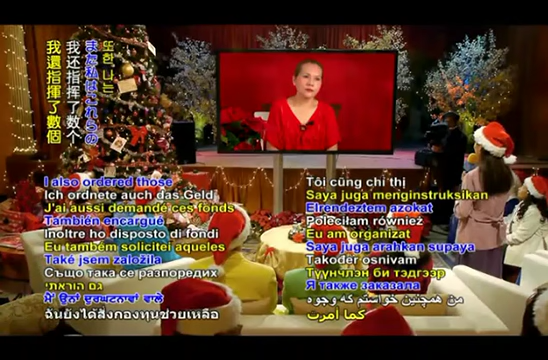 또한 나는
また私はこれらの
我还指挥了数个
我還指揮了數個
I also ordered those
Ich ordnete auch das Geld
J'ai aussi demandé ces fonds
También encargué
Inoltre ho disposto di fondi
Eu também solicitei aqueles
Také jsem založila
Също така се разпоредих
גם הוראתי
ਮੈਂ ਉਨਾਂ ਦੁਰਘਟਨਾਵਾਂ ਵਾਲੇ
ฉันยังได้สั่งกองทุนช่วยเหลือ
Tôi cũng chỉ thị
Saya juga menginstruksikan
Elrendeztem azokat
Poleciłam również
Eu am organizat
Saya juga arahkan supaya
Također osnivam
Түүнчлэн би тэдгээр
Я также заказала
من همچنین خواستم که وجوه
كما أمرت